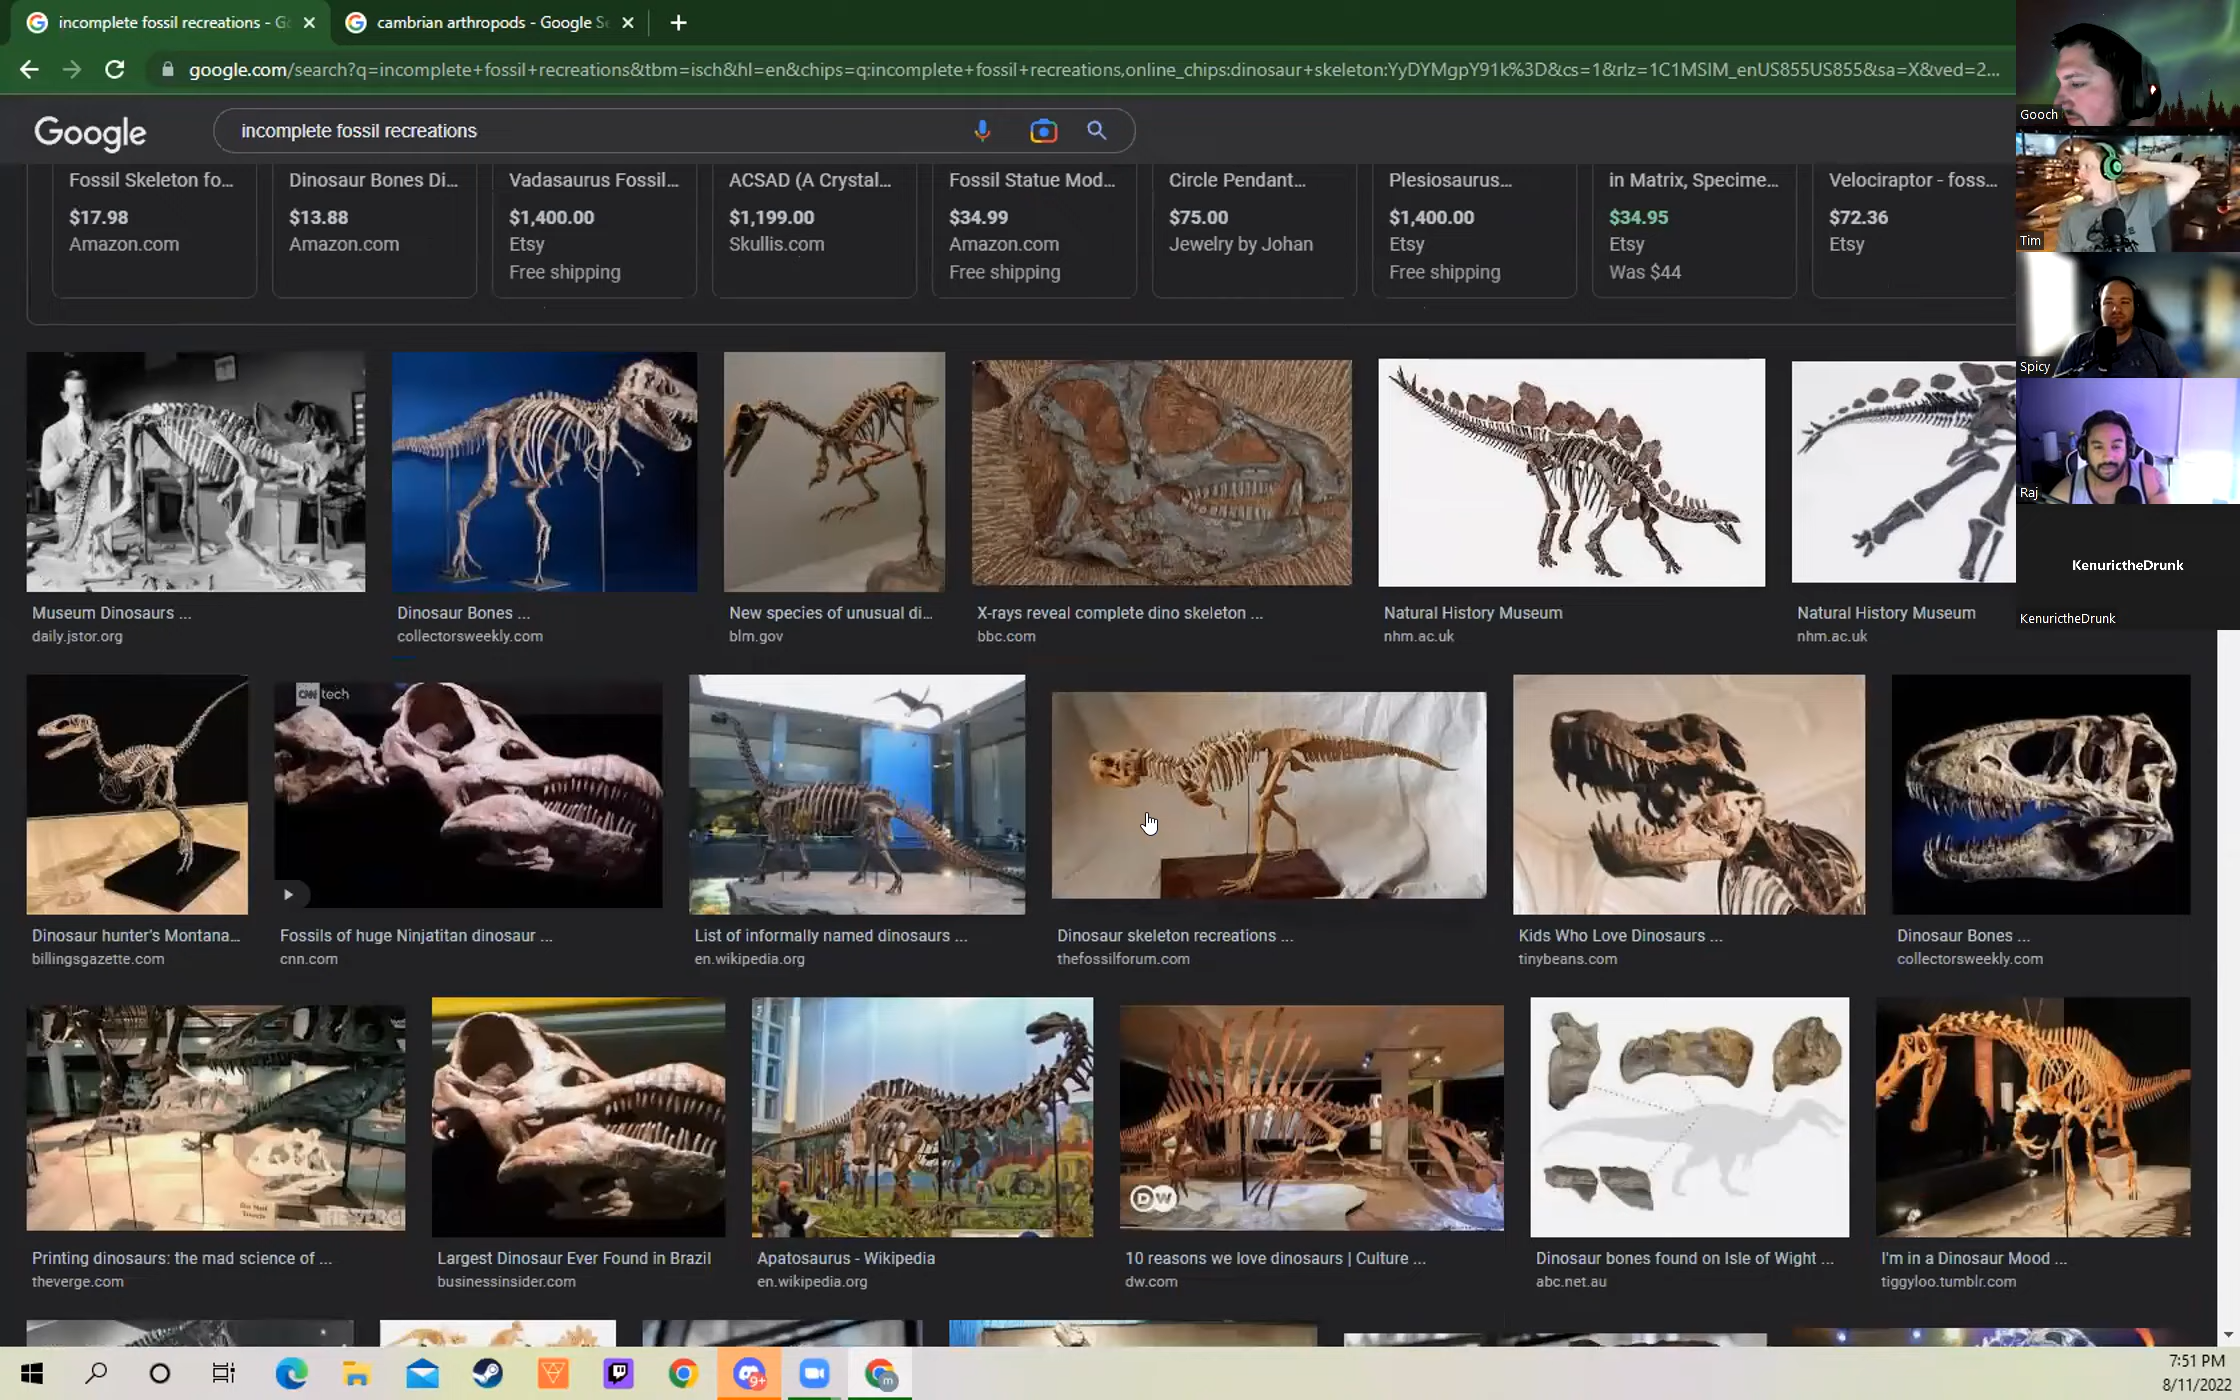 incomplete fossil recreations - G
cambrian arthropods - Google Se
google.com/search?q=incomplete+fossil+recreations&tbm=isch&hl=en&chips=q:incomplete+fossil+recreations,online_chips:dinosaur+skeleton:YyDYMgpY91k%3D&cs=1&rlz=1C1MSIM_enUS855US855&sa=X&ved=2...
Google
incomplete fossil recreations
Gooch
Tim
Spicy
Raj
KenurictheDrunk
KenurictheDrunk
Fossil Skeleton fo... Dinosaur Bones Di... Vadasaurus Fossil... ACSAD (A Crystal... Fossil Statue Mod... Circle Pendant... Plesiosaurus... in Matrix, Specime... Velociraptor - foss...
$17.98 $13.88 $1,400.00 $1,199.00 $34.99 $75.00 $1,400.00 $34.95 $72.36
Amazon.com Amazon.com Etsy Skullis.com Amazon.com Jewelry by Johan Etsy Etsy Etsy
Free shipping Free shipping Free shipping Was $44
Museum Dinosaurs ... Dinosaur Bones ... New species of unusual di... X-rays reveal complete dino skeleton ... Natural History Museum Natural History Museum
daily.jstor.org collectorsweekly.com blm.gov bbc.com nhm.ac.uk nhm.ac.uk
CNN tech
Dinosaur hunter's Montana... Fossils of huge Ninjatitan dinosaur ... List of informally named dinosaurs ... Dinosaur skeleton recreations ... Kids Who Love Dinosaurs ... Dinosaur Bones ...
billingsgazette.com cnn.com en.wikipedia.org thefossilforum.com tinybeans.com collectorsweekly.com
DW
Do Not
Touch
THE VERGE
Printing dinosaurs: the mad science of ... Largest Dinosaur Ever Found in Brazil Apatosaurus - Wikipedia 10 reasons we love dinosaurs | Culture ... Dinosaur bones found on Isle of Wight ... I'm in a Dinosaur Mood ...
theverge.com businessinsider.com en.wikipedia.org dw.com abc.net.au tiggyloo.tumblr.com
9+
m
7:51 PM
8/11/2022